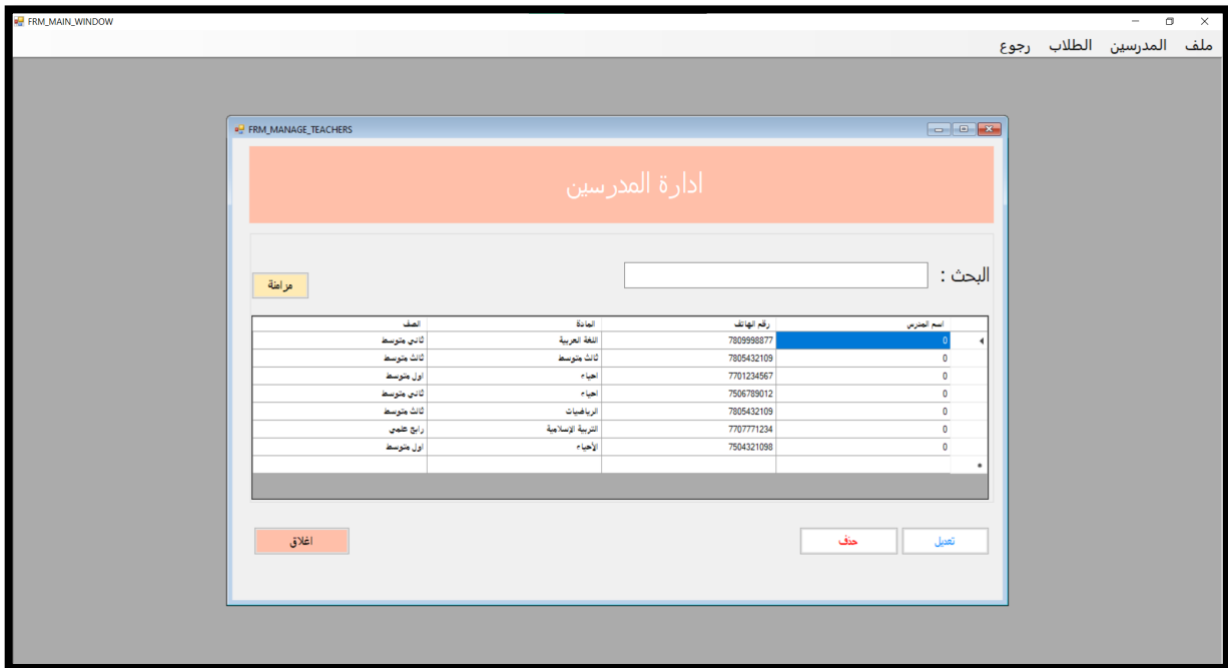 FRM_MAIN_WINDOW
ملف المدرسين الطلاب رجوع
FRM_MANAGE_TEACHERS
ادارة المدرسين
البحث :
مزامنة
اسم المدرس رقم الهاتف المادة الصف
0 7809998877 اللغة العربية ثاني متوسط
0 7805432109 ثالث متوسط ثالث متوسط
0 7701234567 احياء اول متوسط
0 7506789012 احياء ثاني متوسط
0 7805432109 الرياضيات ثالث متوسط
0 7707771234 التربية الإسلامية رابع علمي
0 7504321098 الأحياء اول متوسط
تعديل حذف اغلاق